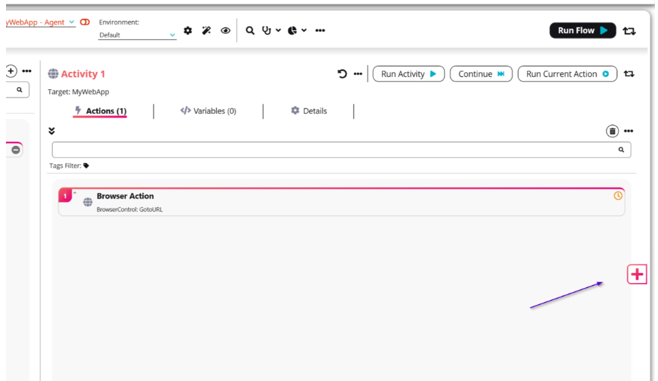 yWebApp - Agent
Environment:
Default
Run Flow
Activity 1
Run Activity
Continue
Run Current Action
Target: MyWebApp
Actions (1)
Variables (0)
Details
Tags Filter:
1
Browser Action
BrowserControl: GotoURL